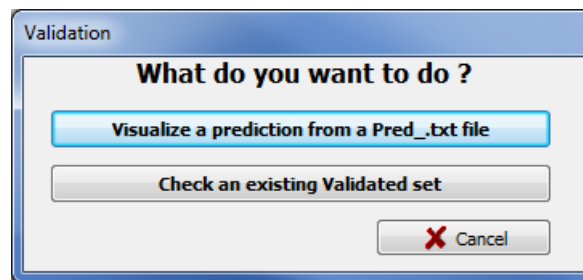 Validation
What do you want to do ?
Visualize a prediction from a Pred_.txt file
Check an existing Validated set
Cancel